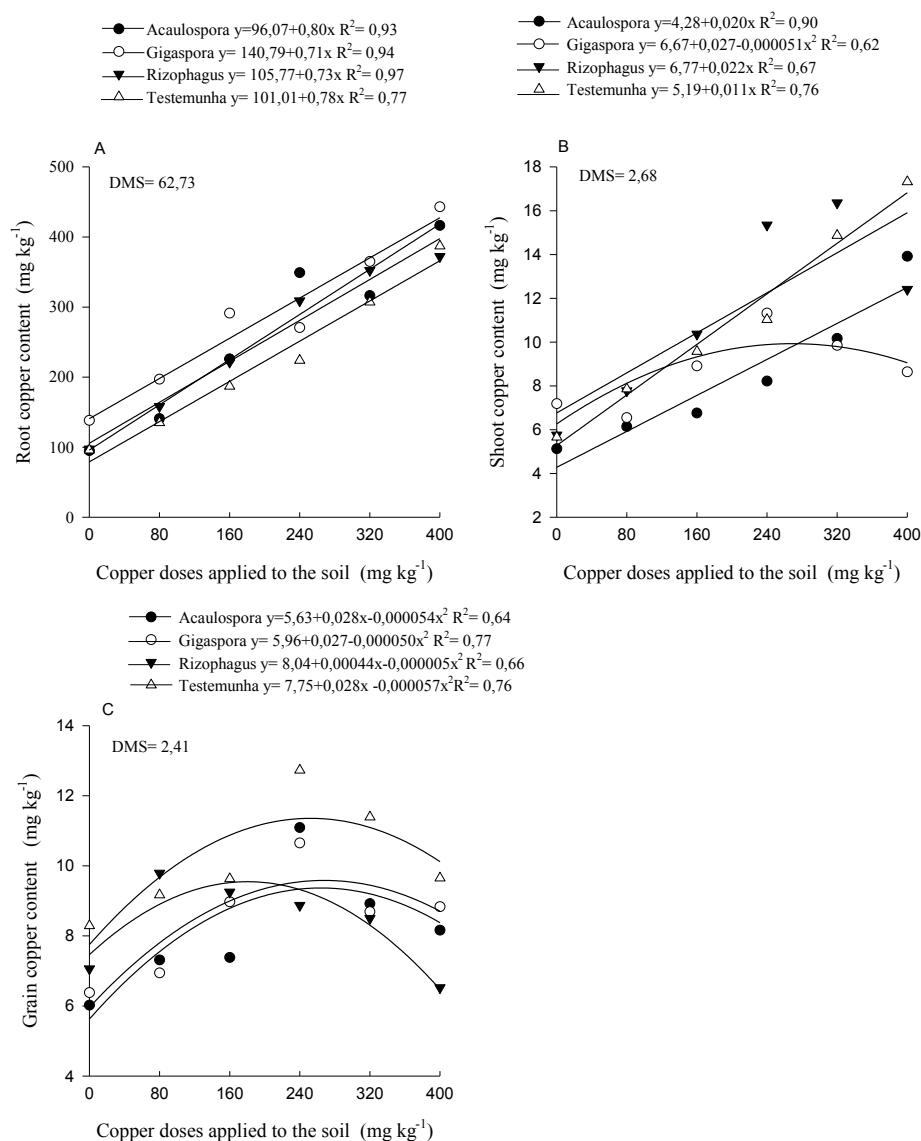 Acaulospora y=96,07+0,80x R²= 0,93
Gigaspora y= 140,79+0,71x R²= 0,94
Rizophagus y= 105,77+0,73x R²= 0,97
Testemunha y= 101,01+0,78x R²= 0,77
A
DMS= 62,73
500
400
300
200
100
0
Root copper content (mg kg⁻¹)
0 80 160 240 320 400
Copper doses applied to the soil (mg kg⁻¹)
Acaulospora y=4,28+0,020x R²= 0,90
Gigaspora y= 6,67+0,027-0,000051x² R²= 0,62
Rizophagus y= 6,77+0,022x R²= 0,67
Testemunha y= 5,19+0,011x R²= 0,76
B
DMS= 2,68
18
16
14
12
10
8
6
4
2
Shoot copper content (mg kg⁻¹)
0 80 160 240 320 400
Copper doses applied to the soil (mg kg⁻¹)
Acaulospora y=5,63+0,028x-0,000054x² R²= 0,64
Gigaspora y= 5,96+0,027-0,000050x² R²= 0,77
Rizophagus y= 8,04+0,00044x-0,000005x² R²= 0,66
Testemunha y= 7,75+0,028x -0,000057x²R²= 0,76
C
DMS= 2,41
14
12
10
8
6
4
Grain copper content (mg kg⁻¹)
0 80 160 240 320 400
Copper doses applied to the soil (mg kg⁻¹)